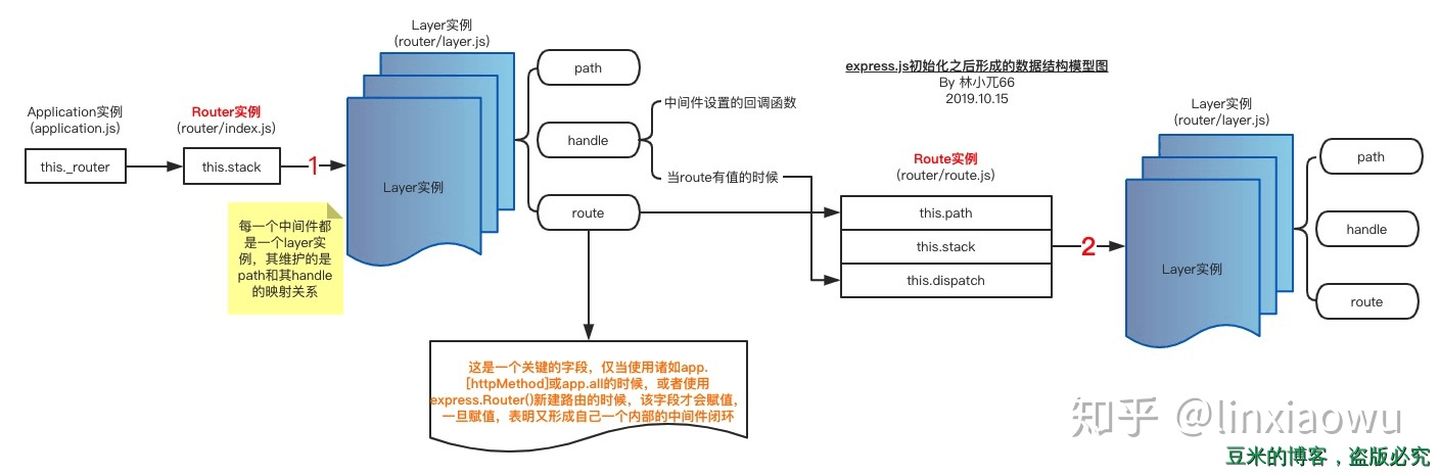 Application实例
(application.js)
this._router
Router实例
(router/index.js)
this.stack
1
每一个中间件都
是一个layer实
例，其维护的是
path和其handle
的映射关系
Layer实例
(router/layer.js)
Layer实例
path
handle
route
中间件设置的回调函数
当route有值的时候
这是一个关键的字段，仅当使用诸如app.
[httpMethod]或app.all的时候，或者使用
express.Router()新建路由的时候，该字段才会赋值，
一旦赋值，表明又形成自己一个内部的中间件闭环
express.js初始化之后形成的数据结构模型图
By 林小兀66
2019.10.15
Route实例
(router/route.js)
this.path
this.stack
this.dispatch
2
Layer实例
(router/layer.js)
Layer实例
path
handle
route
知乎 @linxiaowu
豆米的博客，盗版必究